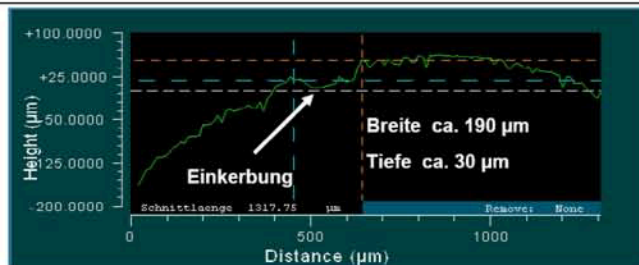 +100.0000
+25.0000
-50.0000
-125.0000
-200.0000
Height (µm)
Breite ca. 190 µm
Tiefe ca. 30 µm
Einkerbung
Schnittlaenge 1317.75 µm
Remove: None
0
500
1000
Distance (µm)